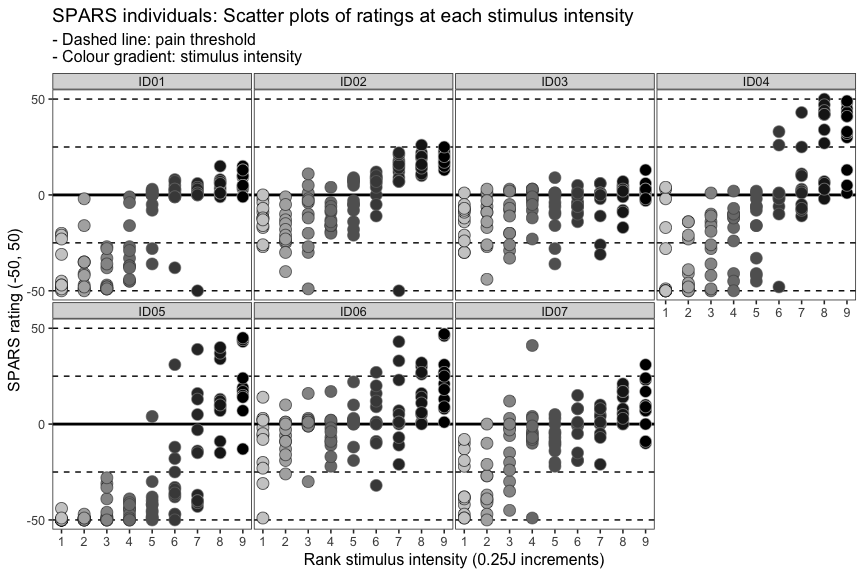 SPARS individuals: Scatter plots of ratings at each stimulus intensity
- Dashed line: pain threshold
- Colour gradient: stimulus intensity
ID01 ID02 ID03 ID04
50
0
-50
1 2 3 4 5 6 7 8 9
SPARS rating (-50, 50)
ID05 ID06 ID07
50
0
-50
1 2 3 4 5 6 7 8 9 1 2 3 4 5 6 7 8 9 1 2 3 4 5 6 7 8 9
Rank stimulus intensity (0.25J increments)